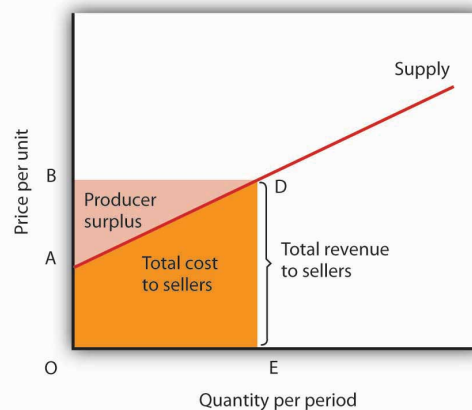 Supply
Price per unit
B
D
Producer
surplus
Total revenue
to sellers
A
Total cost
to sellers
O
E
Quantity per period